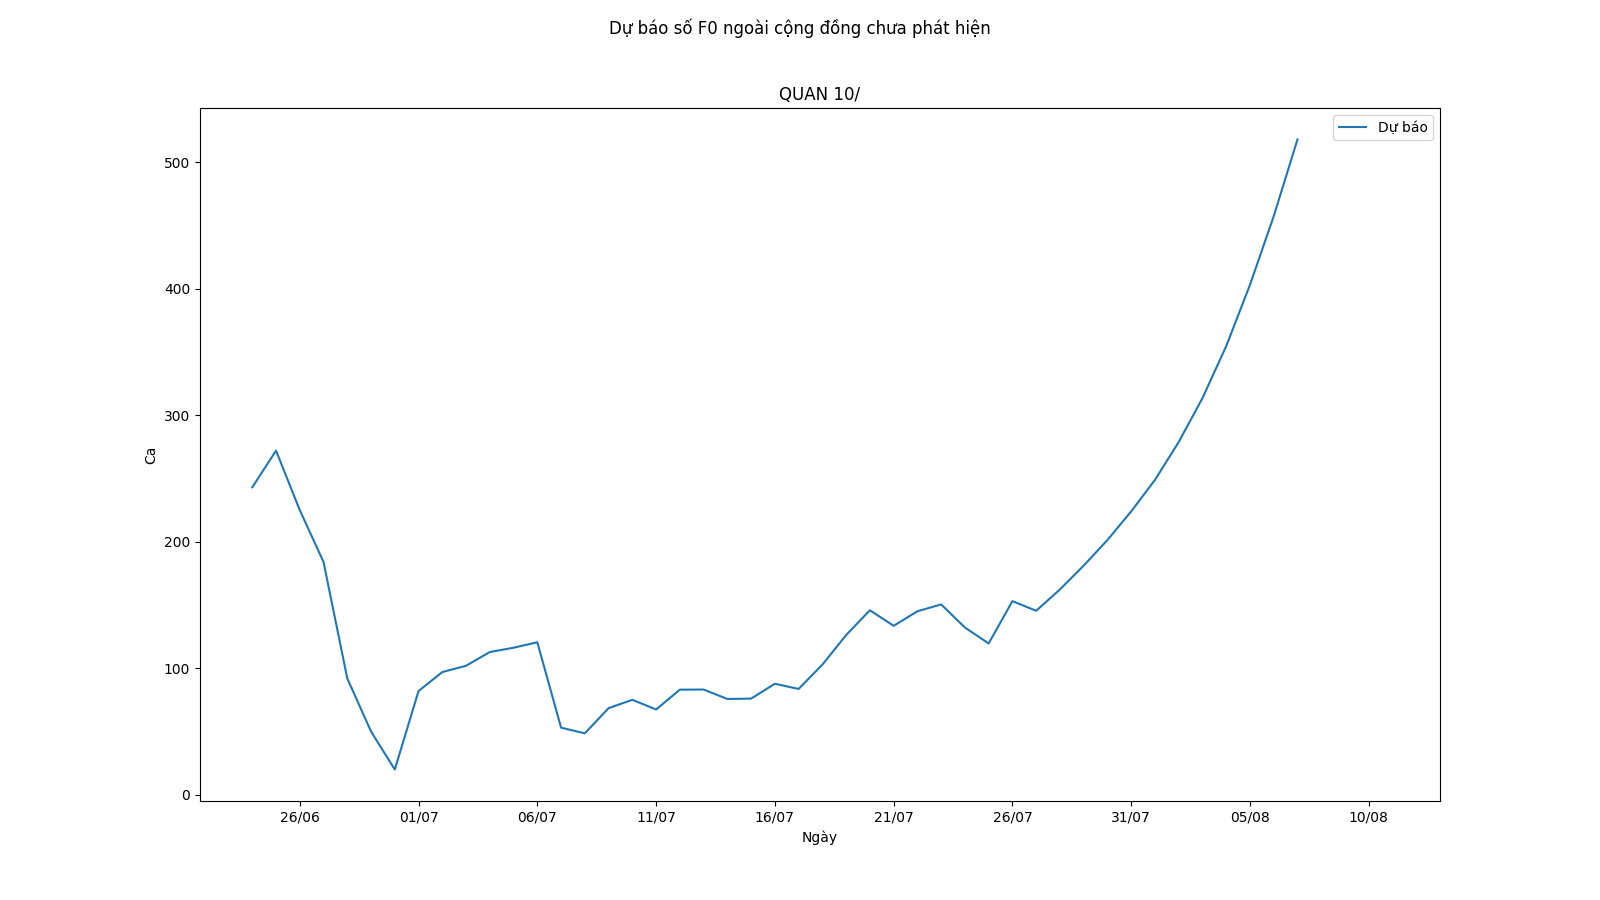 Dự báo số F0 ngoài cộng đồng chưa phát hiện
QUAN 10/
Dự báo
500
400
300
200
100
0
Ca
26/06 01/07 06/07 11/07 16/07 21/07 26/07 31/07 05/08 10/08
Ngày